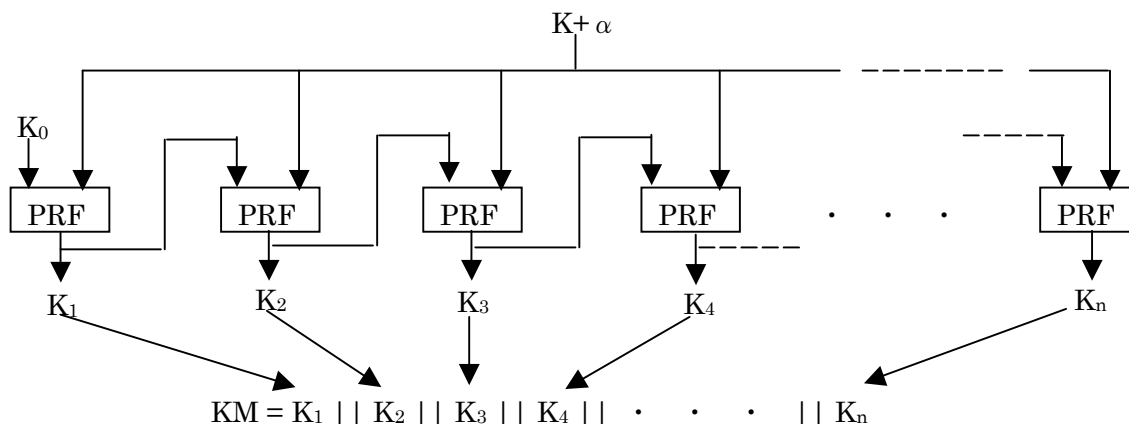 K+ α
K₀
PRF PRF PRF PRF · · · PRF
K₁ K₂ K₃ K₄ Kₙ
KM = K₁ || K₂ || K₃ || K₄ || · · · || Kₙ